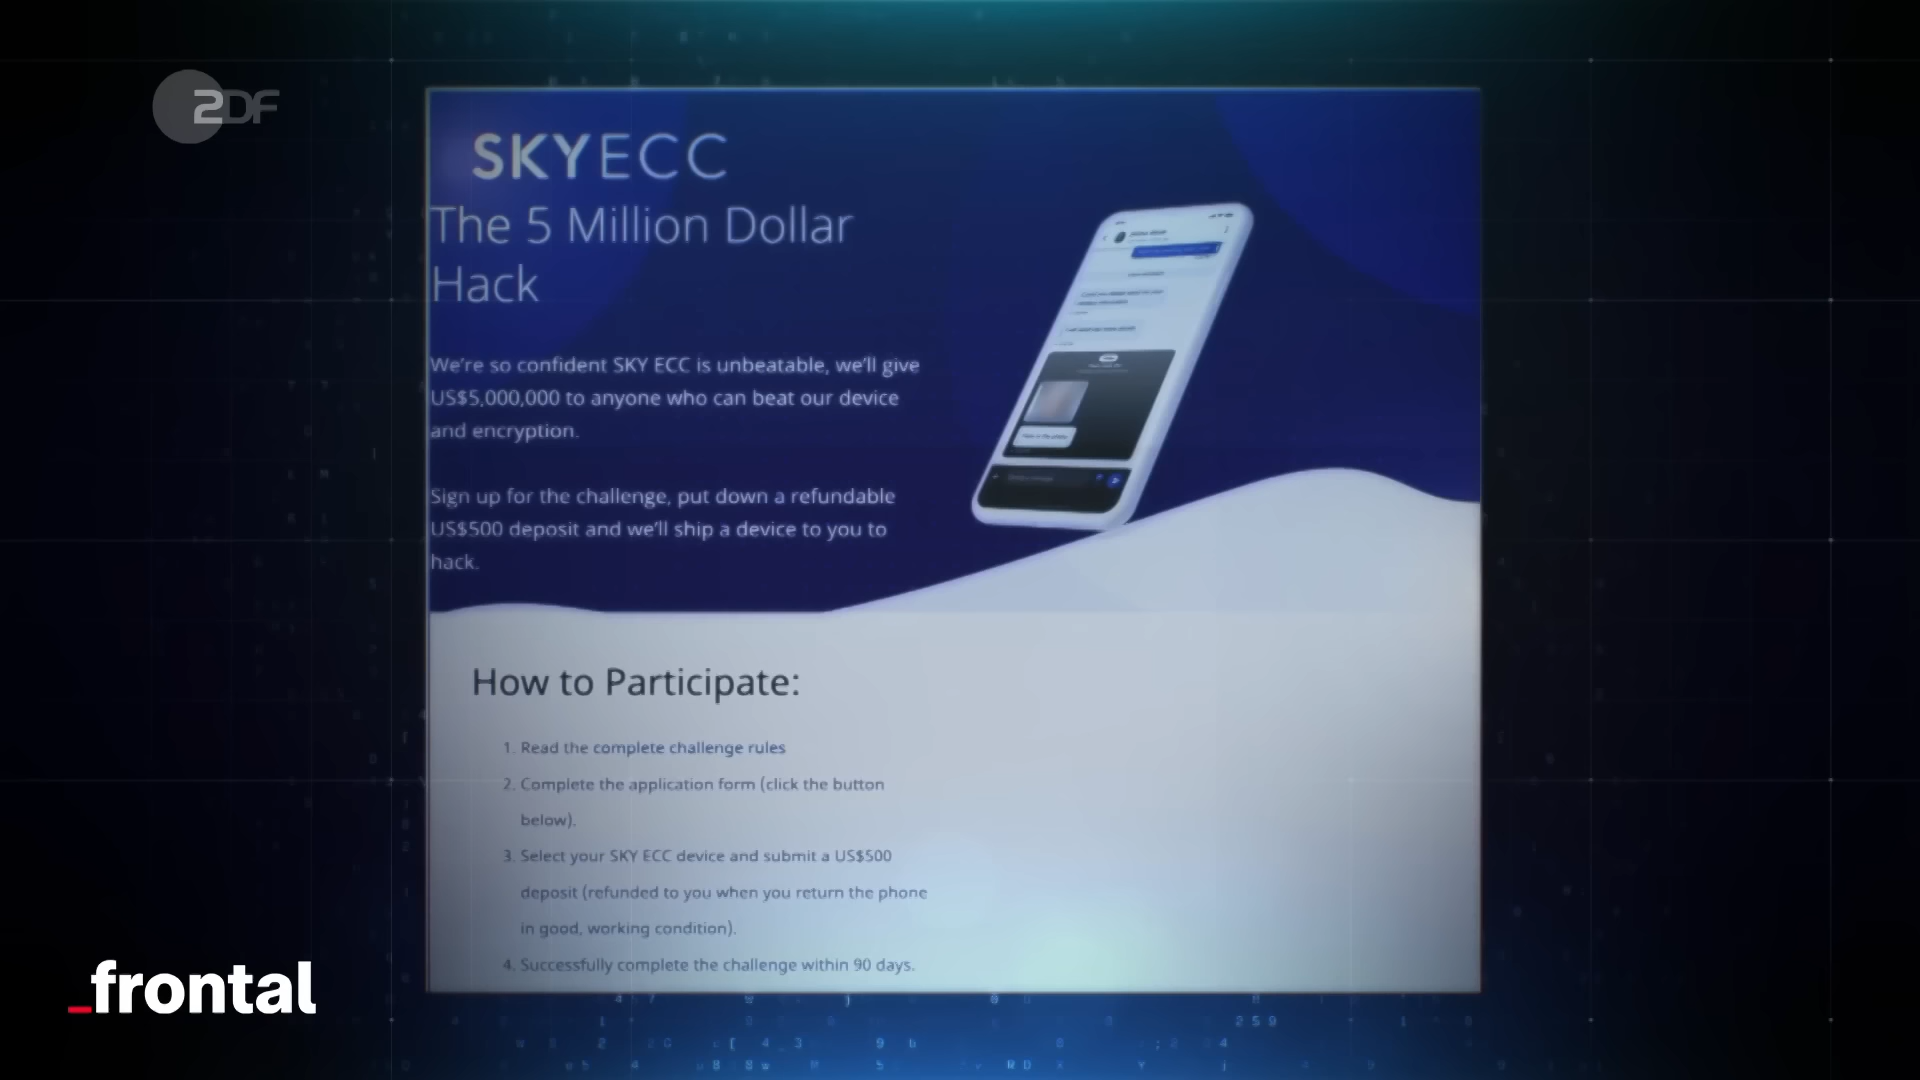 ZDF
SKYECC
The 5 Million Dollar
Hack
We're so confident SKY ECC is unbeatable, we'll give
US$5,000,000 to anyone who can beat our device
and encryption.
Sign up for the challenge, put down a refundable
US$500 deposit and we'll ship a device to you to
hack.
How to Participate:
1. Read the complete challenge rules
2. Complete the application form (click the button
below).
3. Select your SKY ECC device and submit a US$500
deposit (refunded to you when you return the phone
in good, working condition).
4. Successfully complete the challenge within 90 days.
_frontal